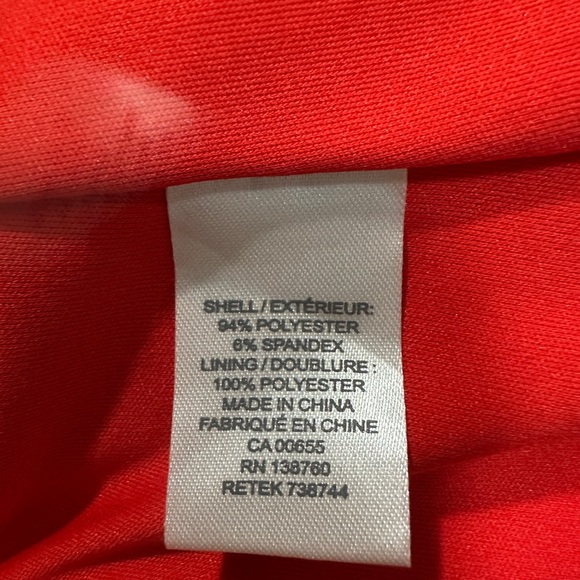 SHELL / EXTÉRIEUR:
94% POLYESTER
6% SPANDEX
LINING / DOUBLURE :
100% POLYESTER
MADE IN CHINA
FABRIQUÉ EN CHINE
CA 00655
RN 138760
RETEK 738744